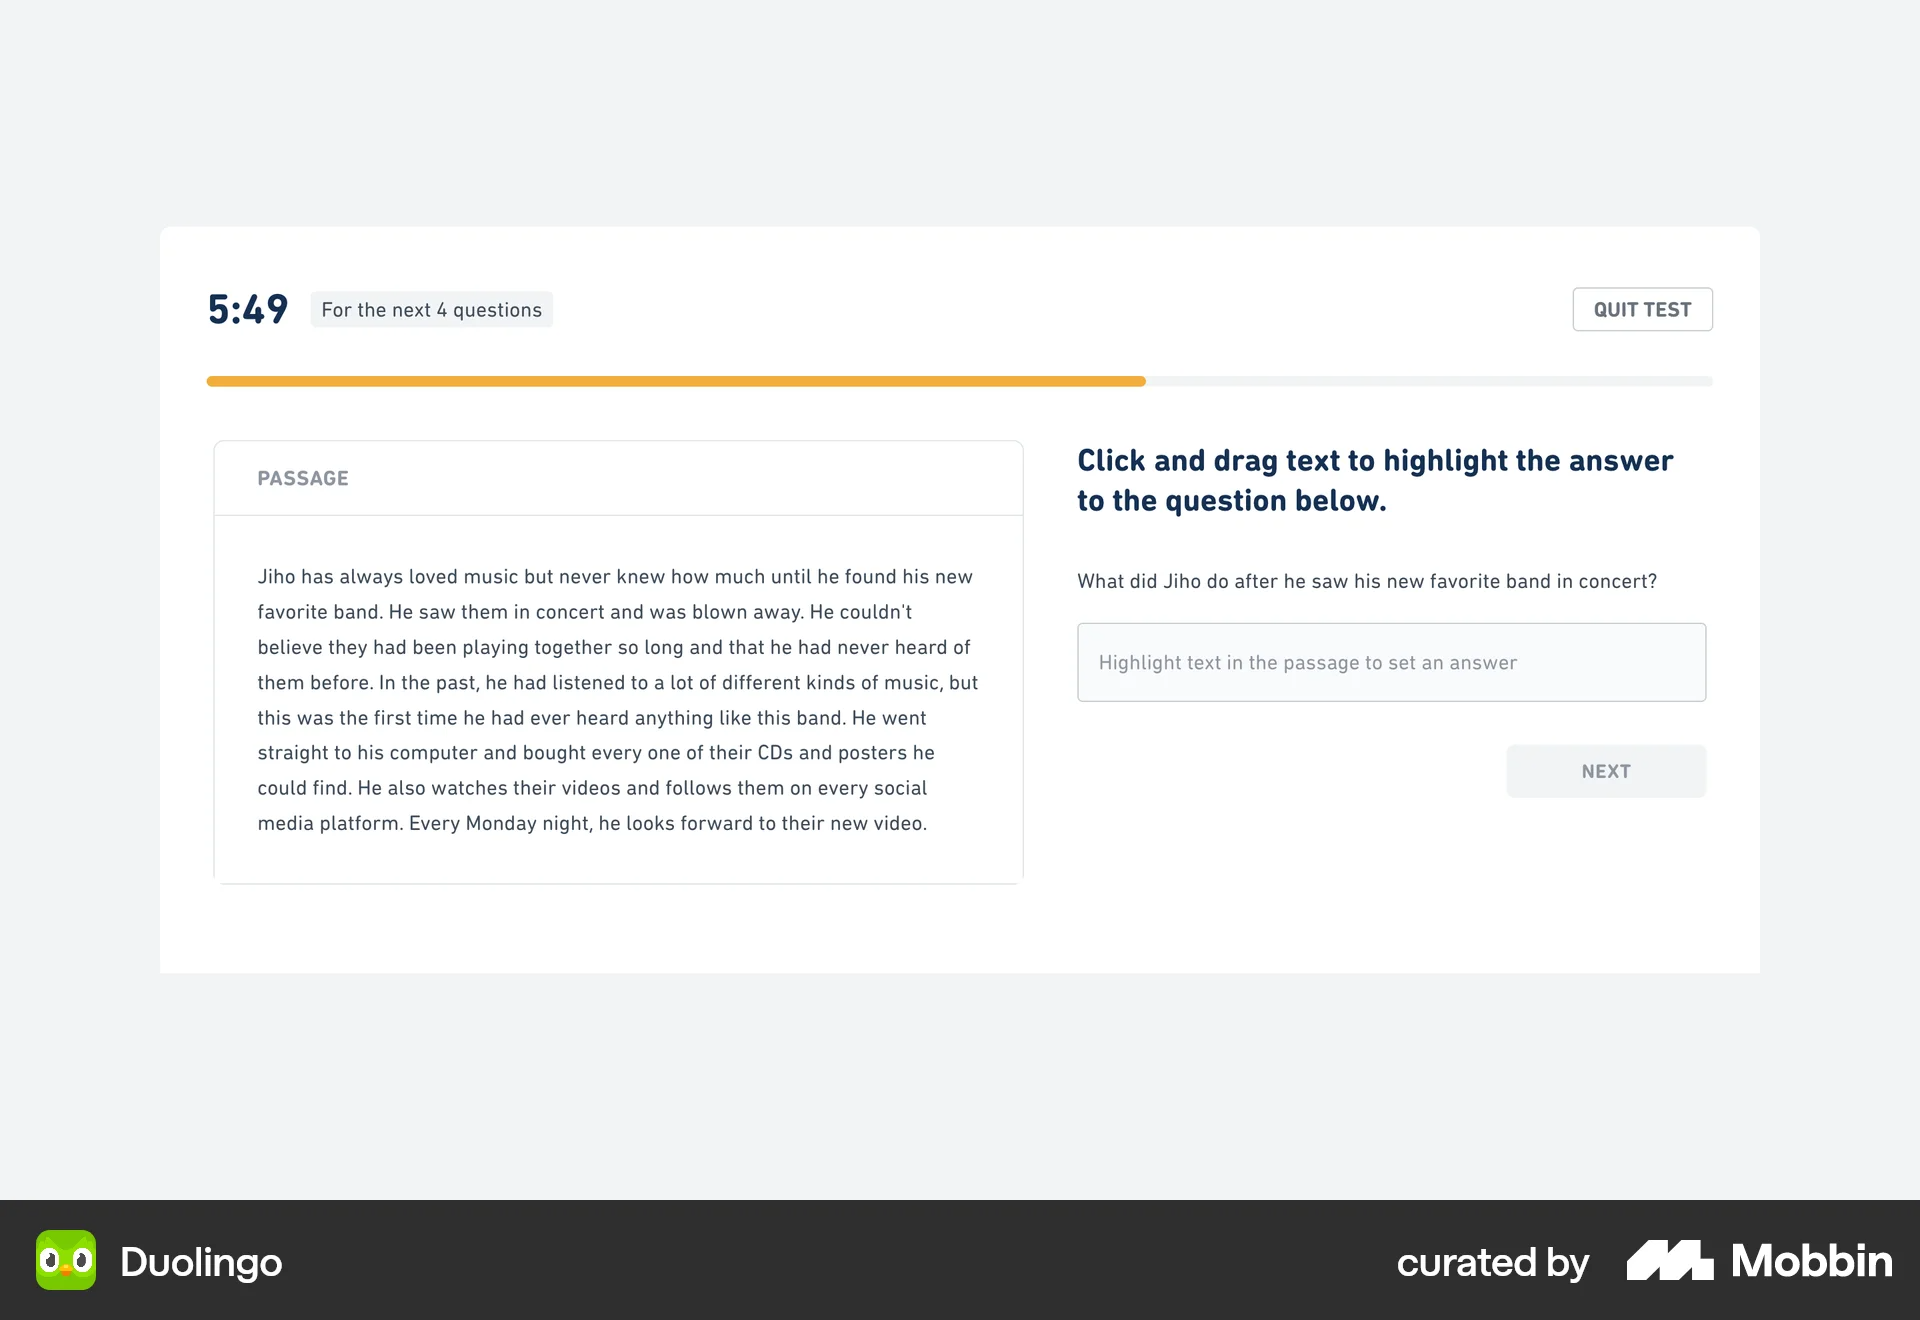 5:49
For the next 4 questions
QUIT TEST
PASSAGE
Jiho has always loved music but never knew how much until he found his new
favorite band. He saw them in concert and was blown away. He couldn't
believe they had been playing together so long and that he had never heard of
them before. In the past, he had listened to a lot of different kinds of music, but
this was the first time he had ever heard anything like this band. He went
straight to his computer and bought every one of their CDs and posters he
could find. He also watches their videos and follows them on every social
media platform. Every Monday night, he looks forward to their new video.
Click and drag text to highlight the answer
to the question below.
What did Jiho do after he saw his new favorite band in concert?
Highlight text in the passage to set an answer
NEXT
Duolingo
curated by
Mobbin